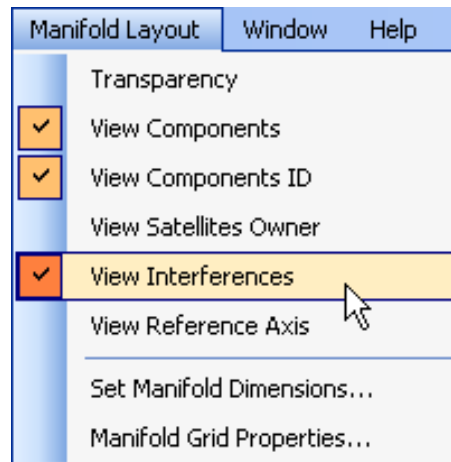 Manifold Layout Window Help
Transparency
View Components
View Components ID
View Satellites Owner
View Interferences
View Reference Axis
Set Manifold Dimensions...
Manifold Grid Properties...